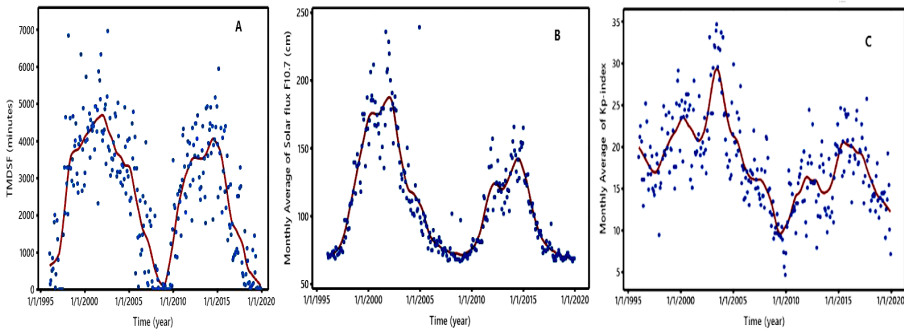 A
TMDSF (minutes)
7000
6000
5000
4000
3000
2000
1000
0
1/1/1995 1/1/2000 1/1/2005 1/1/2010 1/1/2015 1/1/2020
Time (year)
B
Monthly Average of Solar flux F10.7 (cm)
250
200
150
100
50
1/1/1995 1/1/2000 1/1/2005 1/1/2010 1/1/2015 1/1/2020
Time (year)
C
Monthly Average of Kp-index
35
30
25
20
15
10
5
1/1/1995 1/1/2000 1/1/2005 1/1/2010 1/1/2015 1/1/2020
Time (year)